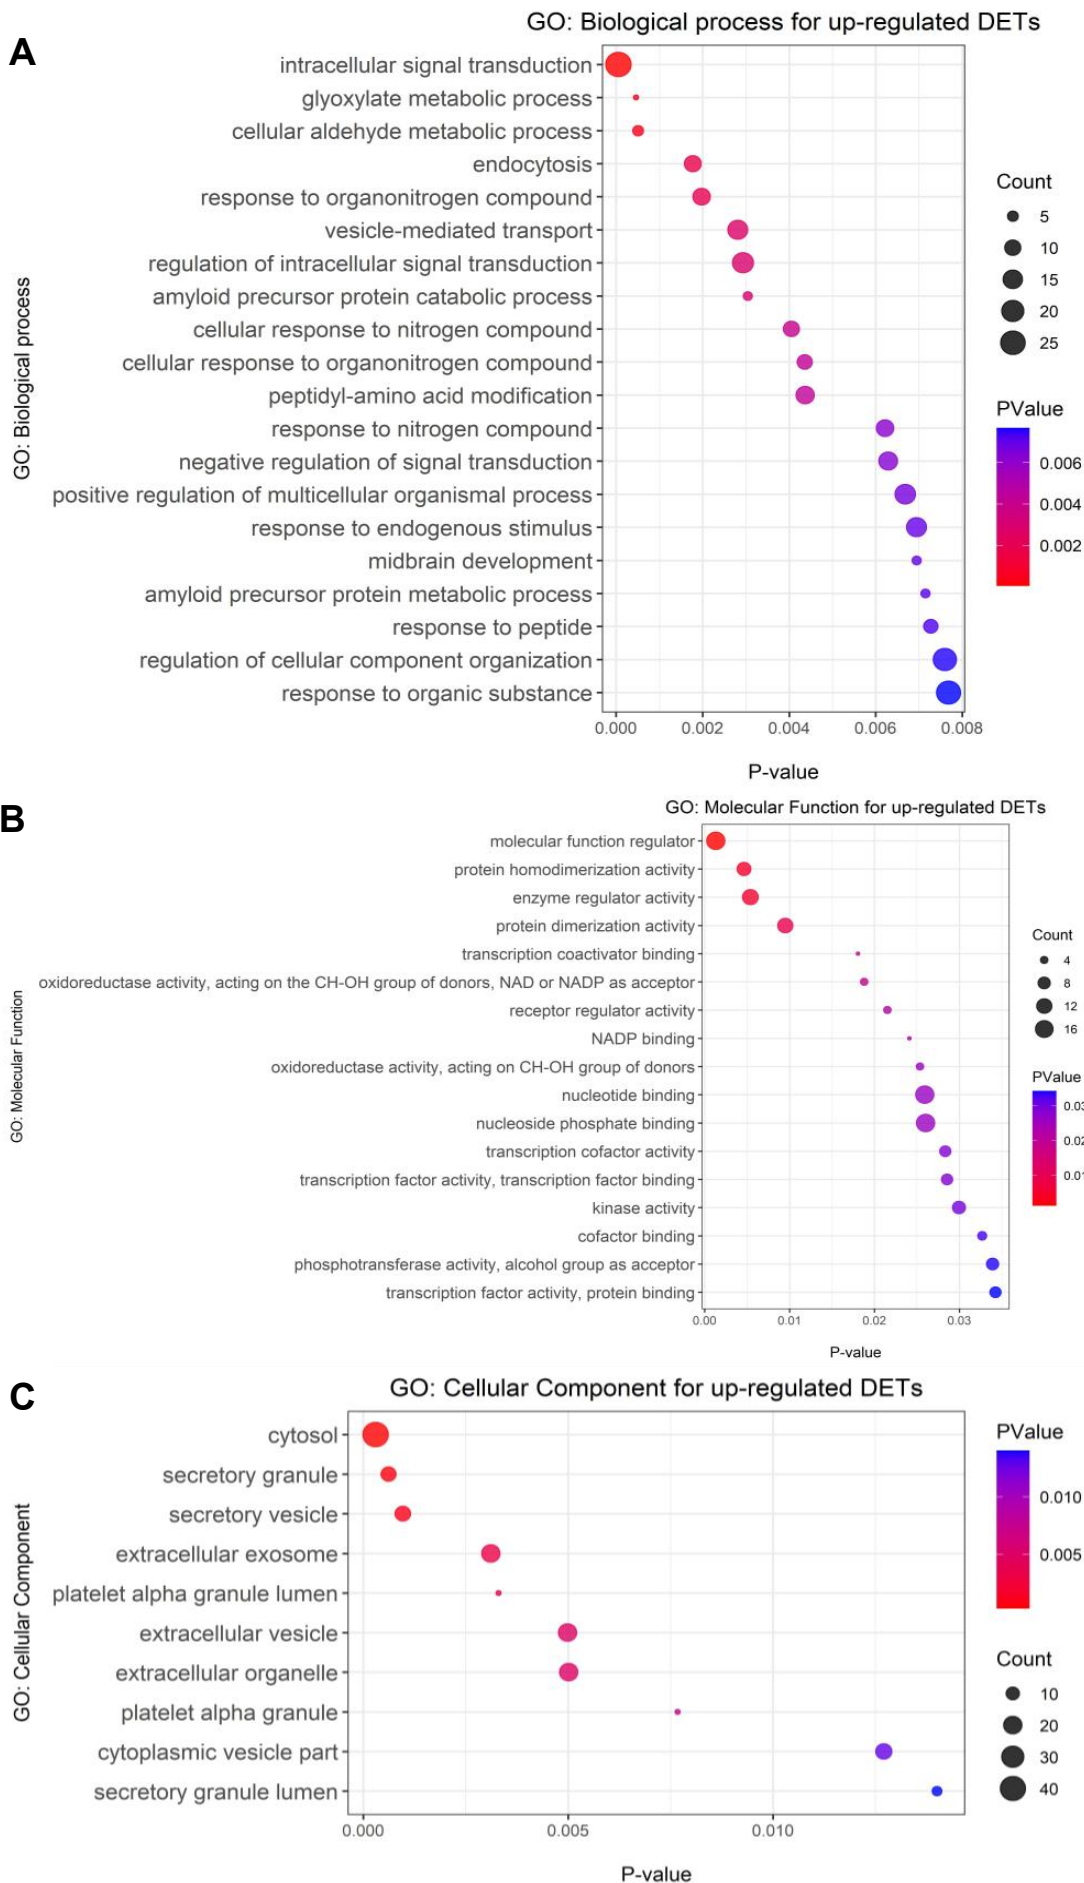 A
GO: Biological process for up-regulated DETs
GO: Biological process
intracellular signal transduction
glyoxylate metabolic process
cellular aldehyde metabolic process
endocytosis
response to organonitrogen compound
vesicle-mediated transport
regulation of intracellular signal transduction
amyloid precursor protein catabolic process
cellular response to nitrogen compound
cellular response to organonitrogen compound
peptidyl-amino acid modification
response to nitrogen compound
negative regulation of signal transduction
positive regulation of multicellular organismal process
response to endogenous stimulus
midbrain development
amyloid precursor protein metabolic process
response to peptide
regulation of cellular component organization
response to organic substance
0.000 0.002 0.004 0.006 0.008
P-value
Count
5
10
15
20
25
PValue
0.006
0.004
0.002
B
GO: Molecular Function for up-regulated DETs
GO: Molecular Function
molecular function regulator
protein homodimerization activity
enzyme regulator activity
protein dimerization activity
transcription coactivator binding
oxidoreductase activity, acting on the CH-OH group of donors, NAD or NADP as acceptor
receptor regulator activity
NADP binding
oxidoreductase activity, acting on CH-OH group of donors
nucleotide binding
nucleoside phosphate binding
transcription cofactor activity
transcription factor activity, transcription factor binding
kinase activity
cofactor binding
phosphotransferase activity, alcohol group as acceptor
transcription factor activity, protein binding
0.00 0.01 0.02 0.03
P-value
Count
4
8
12
16
PValue
0.03
0.02
0.01
C
GO: Cellular Component for up-regulated DETs
GO: Cellular Component
cytosol
secretory granule
secretory vesicle
extracellular exosome
platelet alpha granule lumen
extracellular vesicle
extracellular organelle
platelet alpha granule
cytoplasmic vesicle part
secretory granule lumen
0.000 0.005 0.010
P-value
PValue
0.010
0.005
Count
10
20
30
40